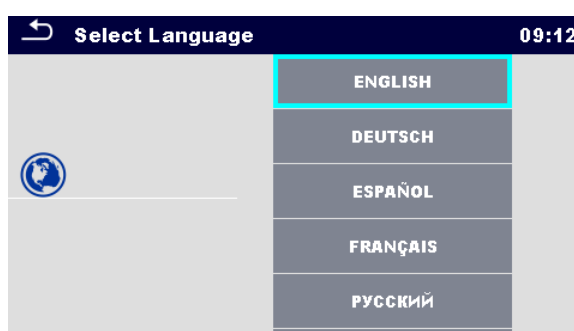 Select Language
09:12
ENGLISH
DEUTSCH
ESPAÑOL
FRANÇAIS
РУССКИЙ